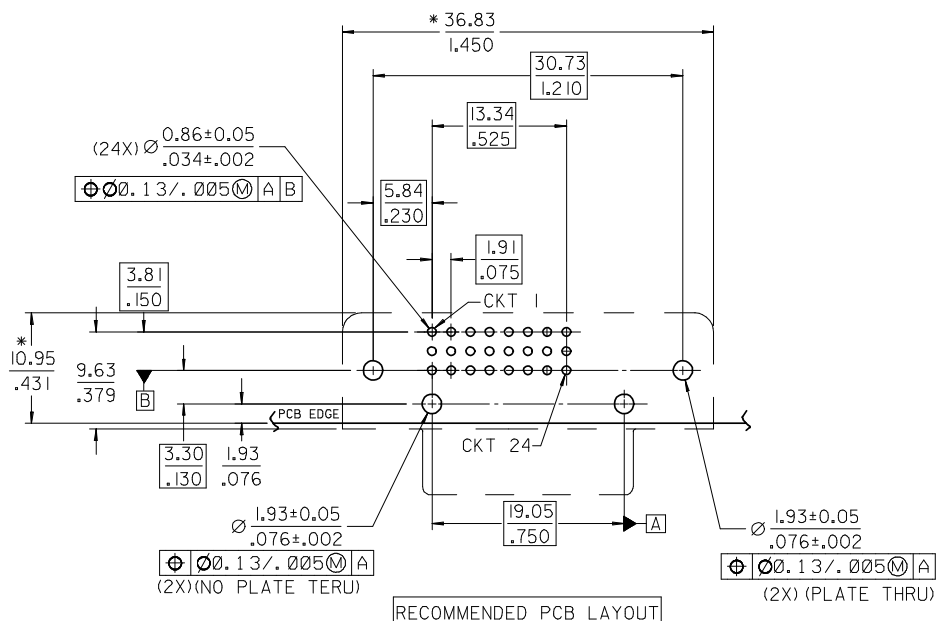 * 36.83
1.450
30.73
1.210
13.34
.525
(24X) Ø 0.86±0.05
.034±.002
⌖ Ø0.13/.005Ⓜ A B
5.84
.230
1.91
.075
3.81
.150
CKT 1
*
10.95
.431
9.63
.379
B
PCB EDGE
CKT 24
3.30
.130
1.93
.076
19.05
.750
A
Ø 1.93±0.05
.076±.002
⌖ Ø0.13/.005Ⓜ A
(2X)(NO PLATE TERU)
Ø 1.93±0.05
.076±.002
⌖ Ø0.13/.005Ⓜ A
(2X) (PLATE THRU)
RECOMMENDED PCB LAYOUT